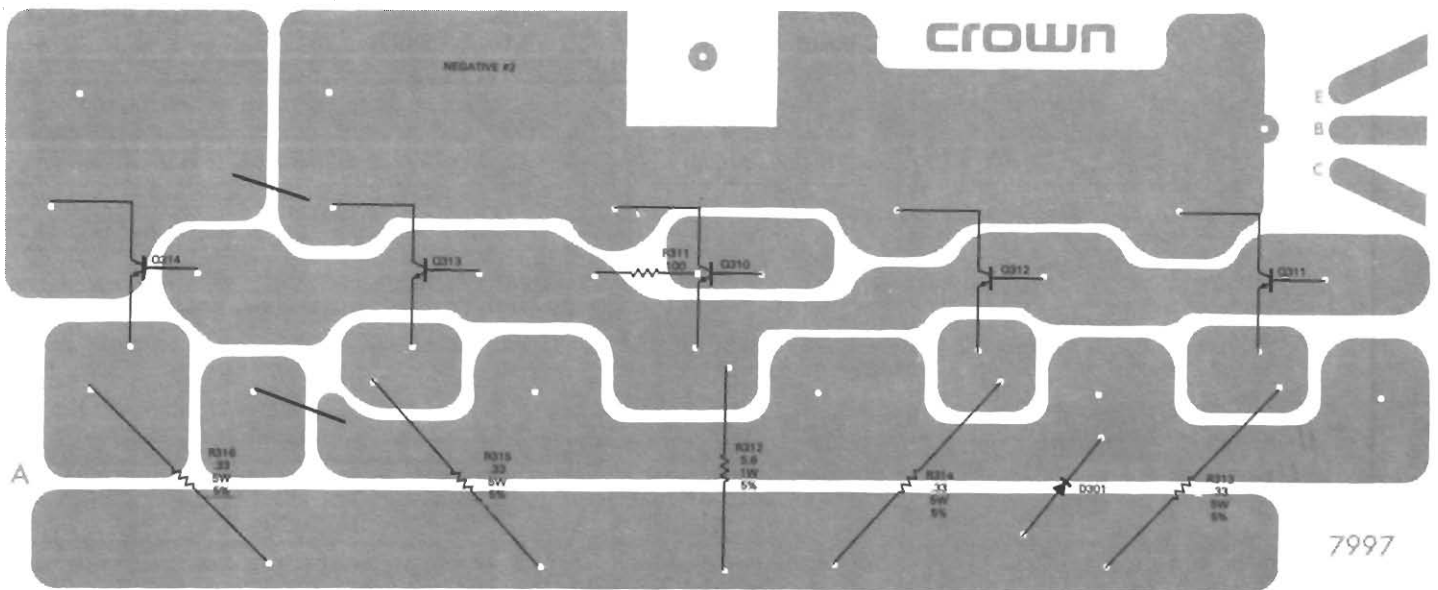 crown
NEGATIVE #2
E
B
C
Q314
Q313
R311
100
Q310
Q312
Q311
A
R316
.33
5W
5%
R315
.33
5W
5%
R312
5.6
1W
5%
R314
.33
5W
5%
D301
R313
.33
5W
5%
7997